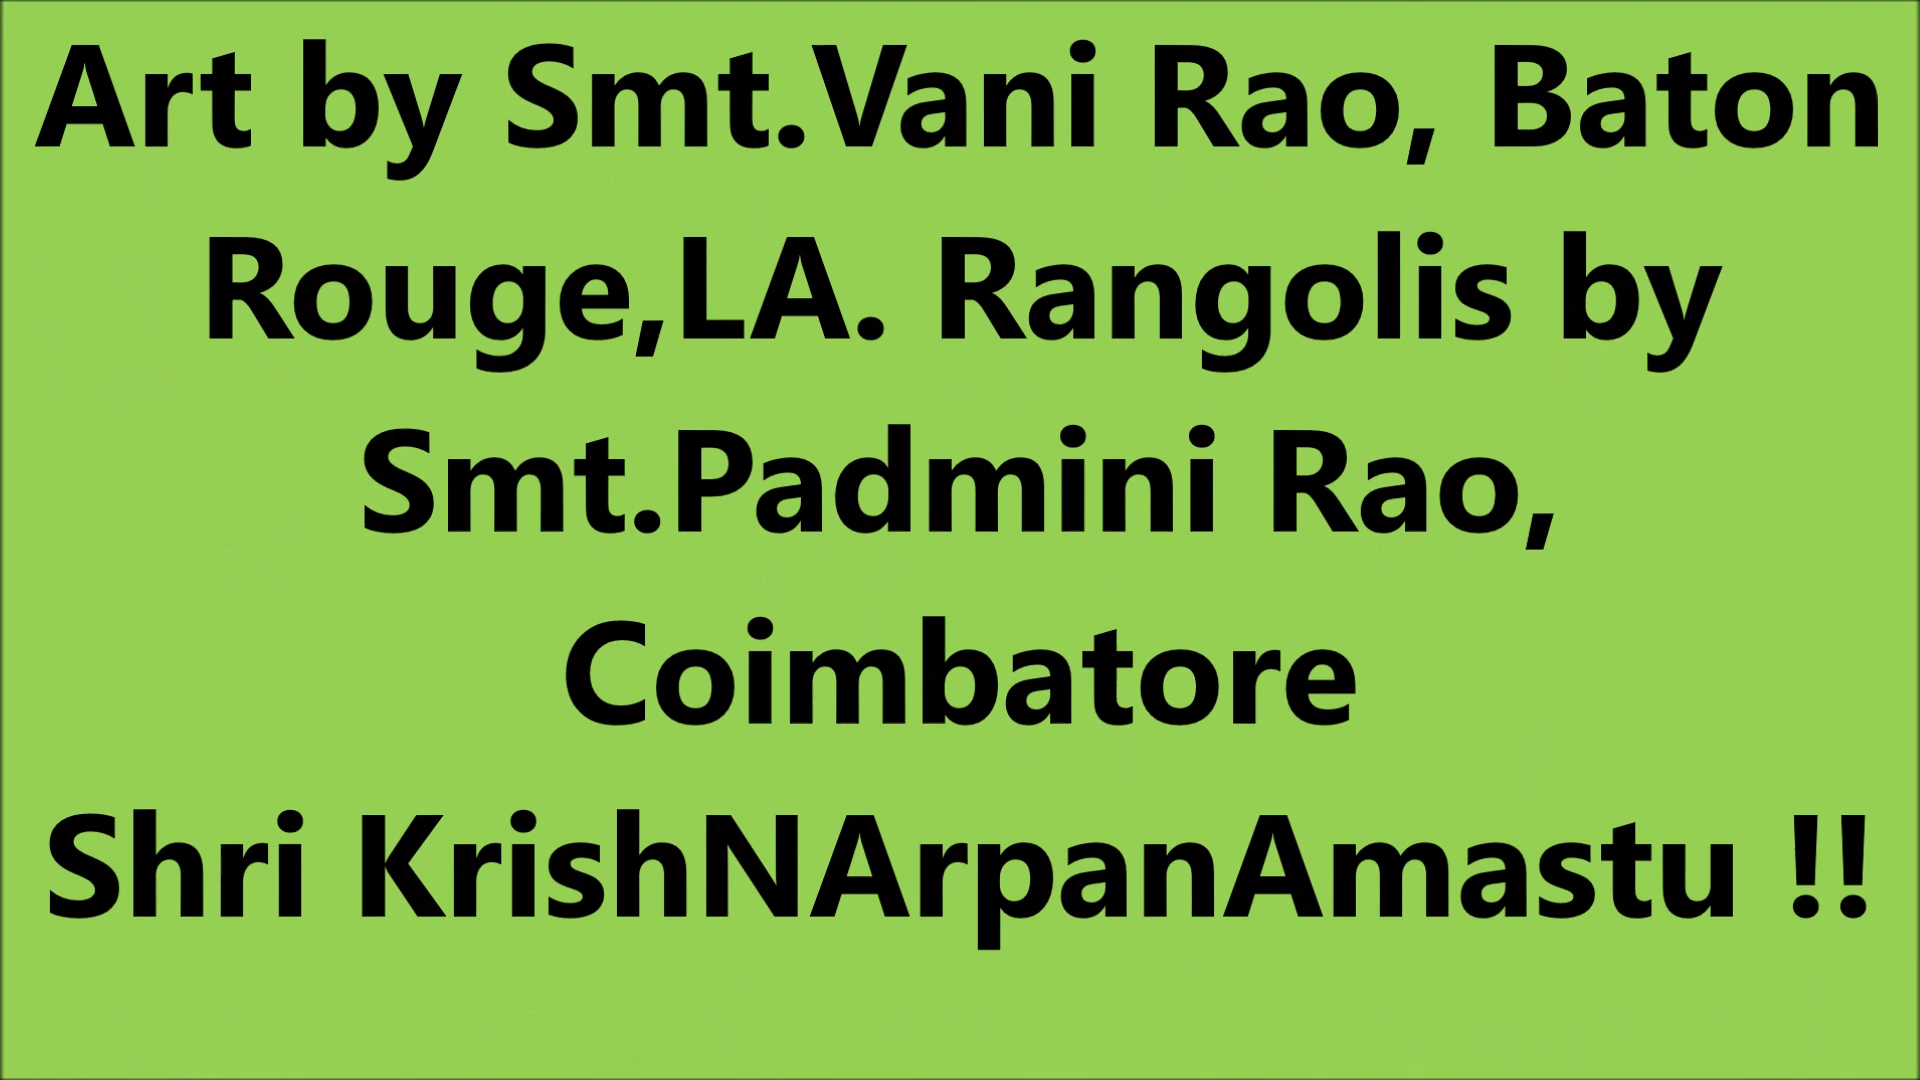 Art by Smt.Vani Rao, Baton
Rouge,LA. Rangolis by
Smt.Padmini Rao,
Coimbatore
Shri KrishNArpanAmastu !!